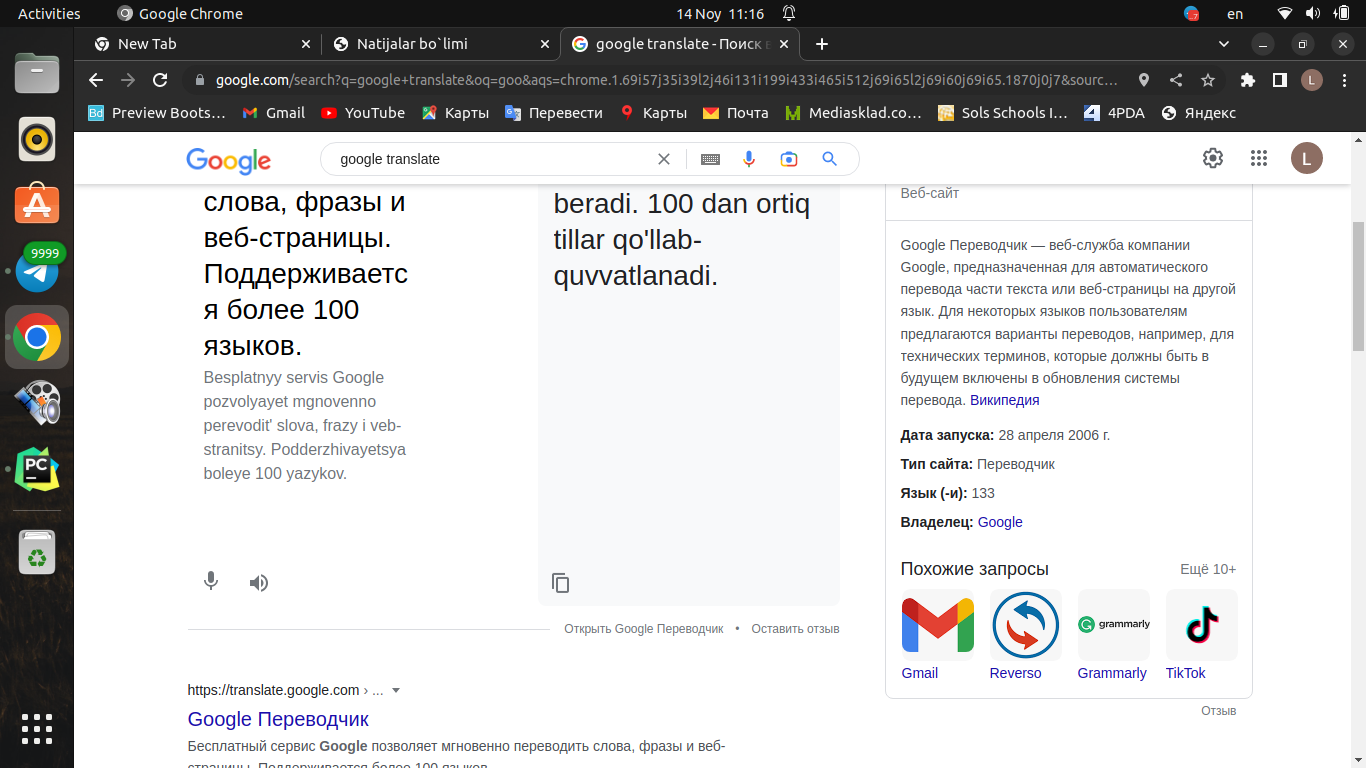 Activities
Google Chrome
14 Noy 11:16
7
en
New Tab
Natijalar bo`limi
google translate - Поиск в
google.com/search?q=google+translate&oq=goo&aqs=chrome.1.69i57j35i39l2j46i131i199i433i465i512j69i65l2j69i60j69i65.1870j0j7&sourc…
L
Bd Preview Boots…
Gmail
YouTube
Карты
Перевести
Карты
Почта
Mediasklad.co…
Sols Schools I…
4PDA
Яндекс
Google
google translate
L
9999
PC
слова, фразы и
веб-страницы.
Поддерживаетс
я более 100
языков.
Besplatnyy servis Google
pozvolyayet mgnovenno
perevodit' slova, frazy i veb-
stranitsy. Podderzhivayetsya
boleye 100 yazykov.
beradi. 100 dan ortiq
tillar qo'llab-
quvvatlanadi.
Открыть Google Переводчик • Оставить отзыв
https://translate.google.com › ...
Google Переводчик
Бесплатный сервис Google позволяет мгновенно переводить слова, фразы и веб-
страницы. Поддерживается более 100 языков.
Веб-сайт
Google Переводчик — веб-служба компании
Google, предназначенная для автоматического
перевода части текста или веб-страницы на другой
язык. Для некоторых языков пользователям
предлагаются варианты переводов, например, для
технических терминов, которые должны быть в
будущем включены в обновления системы
перевода. Википедия
Дата запуска: 28 апреля 2006 г.
Тип сайта: Переводчик
Язык (-и): 133
Владелец: Google
Похожие запросы
Ещё 10+
grammarly
Gmail
Reverso
Grammarly
TikTok
Отзыв